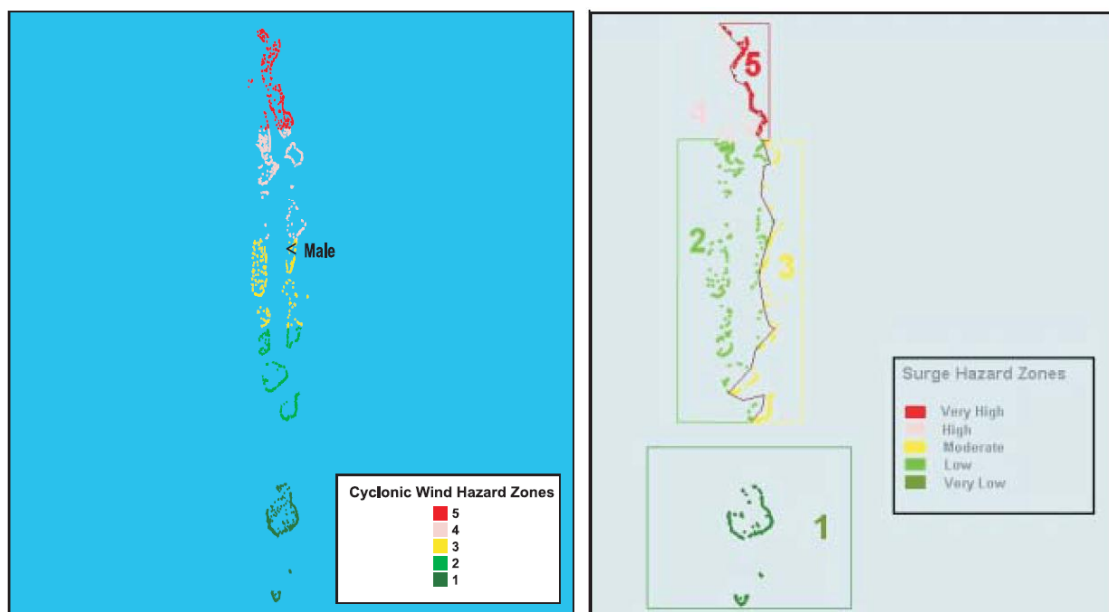 < Male
Cyclonic Wind Hazard Zones
5
4
3
2
1
5
4
2
3
1
Surge Hazard Zones
Very High
High
Moderate
Low
Very Low